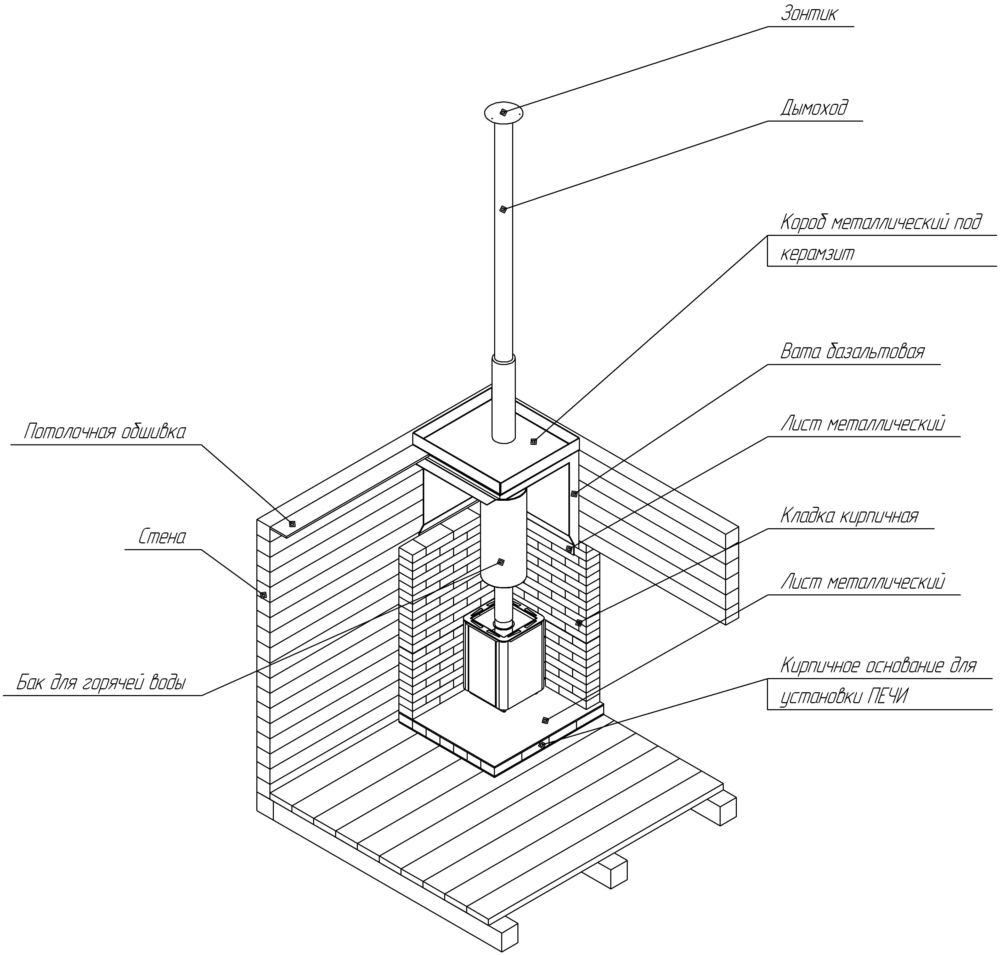 Зонтик
Дымоход
Короб металлический под
керамзит
Вата базальтовая
Лист металлический
Потолочная обшивка
Кладка кирпичная
Стена
Лист металлический
Кирпичное основание для
установки ПЕЧИ
Бак для горячей воды